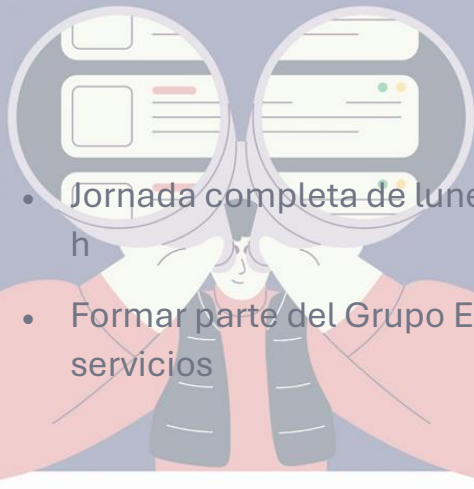 • Jornada completa de lune
h
• Formar parte del Grupo E
servicios